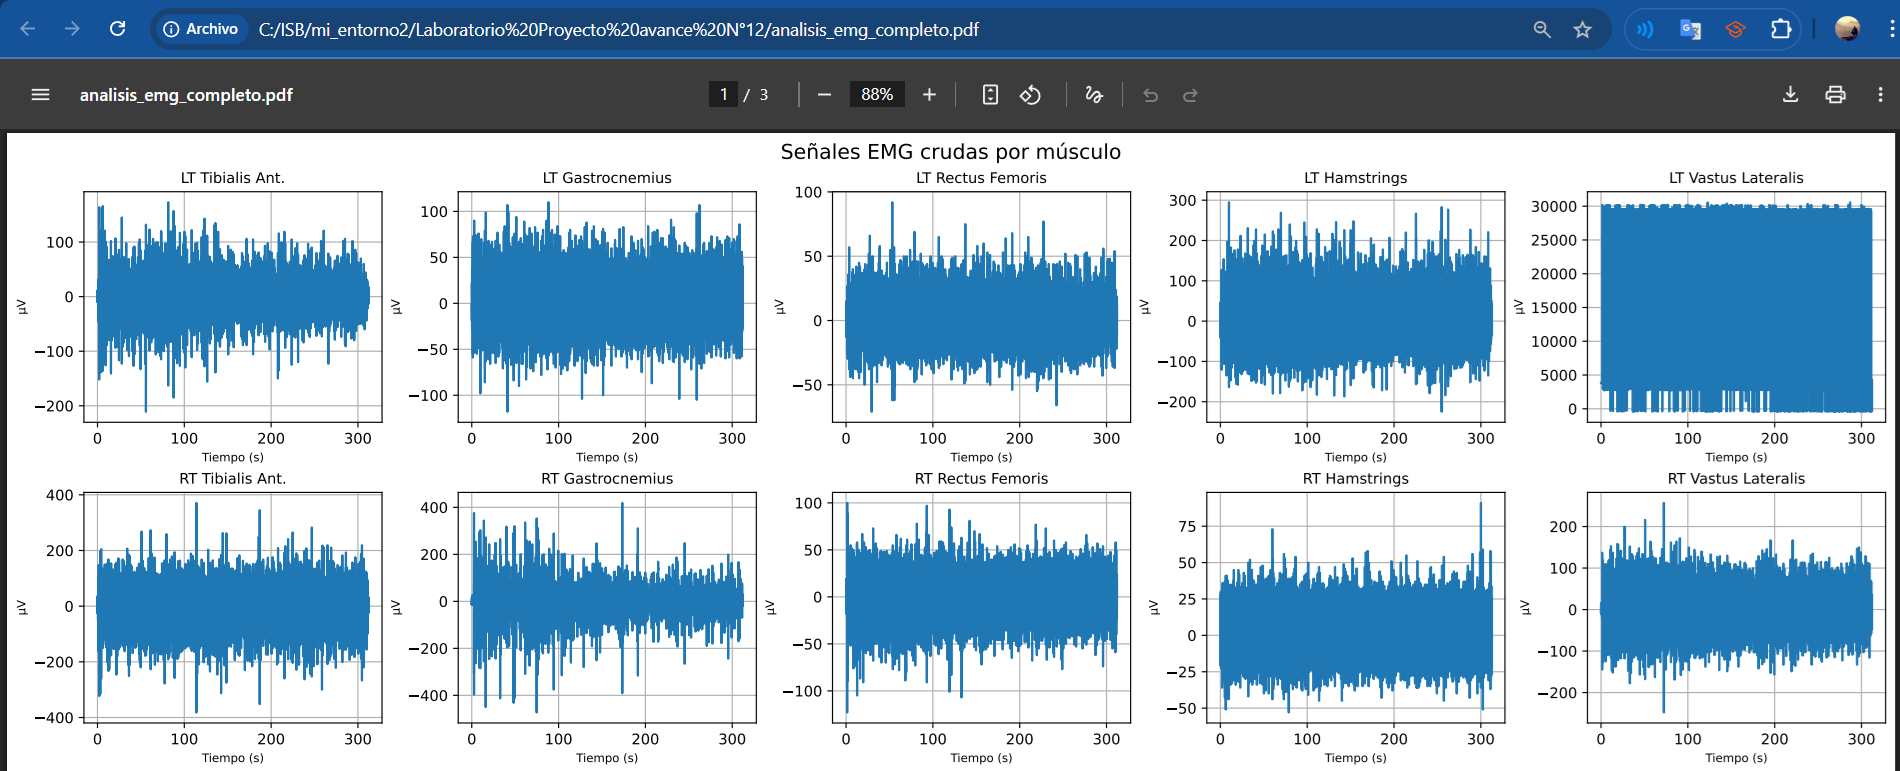 Archivo C:/ISB/mi_entorno2/Laboratorio%20Proyecto%20avance%20N°12/analisis_emg_completo.pdf
analisis_emg_completo.pdf 1 / 3 88%
Señales EMG crudas por músculo
LT Tibialis Ant.
100
0
−100
−200
µV
0 100 200 300
Tiempo (s)
LT Gastrocnemius
100
50
0
−50
−100
µV
0 100 200 300
Tiempo (s)
LT Rectus Femoris
100
50
0
−50
µV
0 100 200 300
Tiempo (s)
LT Hamstrings
300
200
100
0
−100
−200
µV
0 100 200 300
Tiempo (s)
LT Vastus Lateralis
30000
25000
20000
15000
10000
5000
0
µV
0 100 200 300
Tiempo (s)
RT Tibialis Ant.
400
200
0
−200
−400
µV
0 100 200 300
Tiempo (s)
RT Gastrocnemius
400
200
0
−200
−400
µV
0 100 200 300
Tiempo (s)
RT Rectus Femoris
100
50
0
−50
−100
µV
0 100 200 300
Tiempo (s)
RT Hamstrings
75
50
25
0
−25
−50
µV
0 100 200 300
Tiempo (s)
RT Vastus Lateralis
200
100
0
−100
−200
µV
0 100 200 300
Tiempo (s)